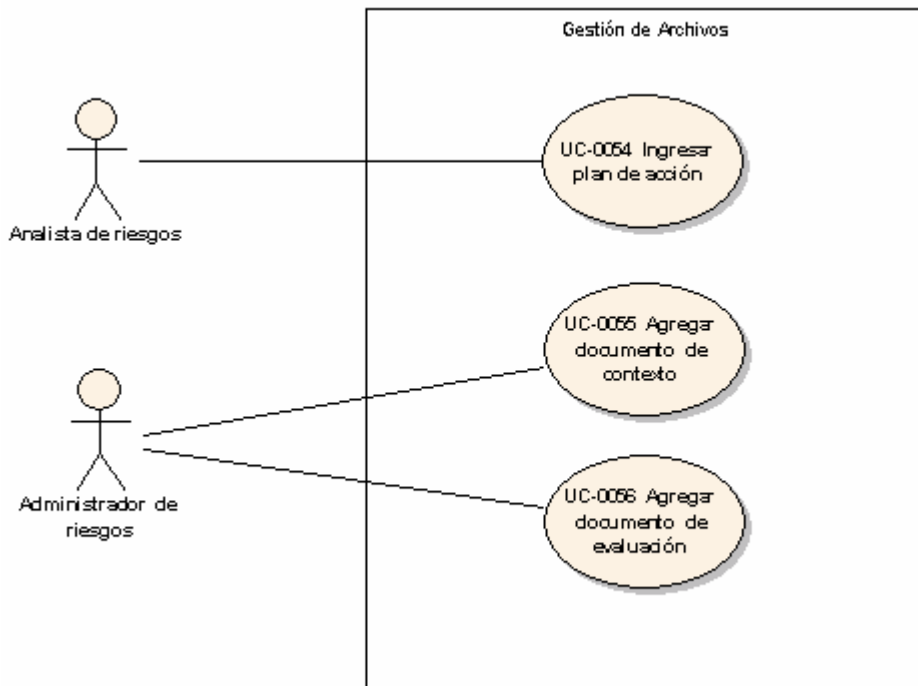 Gestión de Archivos
UC-0054 Ingresar
plan de acción
Analista de riesgos
UC-0055 Agregar
documento de
contexto
Administrador de
riesgos
UC-0056 Agregar
documento de
evaluación